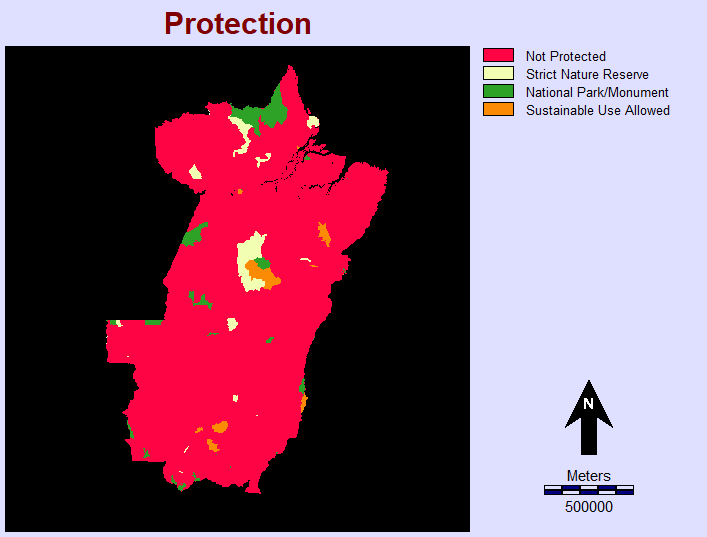 Protection
Not Protected
Strict Nature Reserve
National Park/Monument
Sustainable Use Allowed
N
Meters
500000